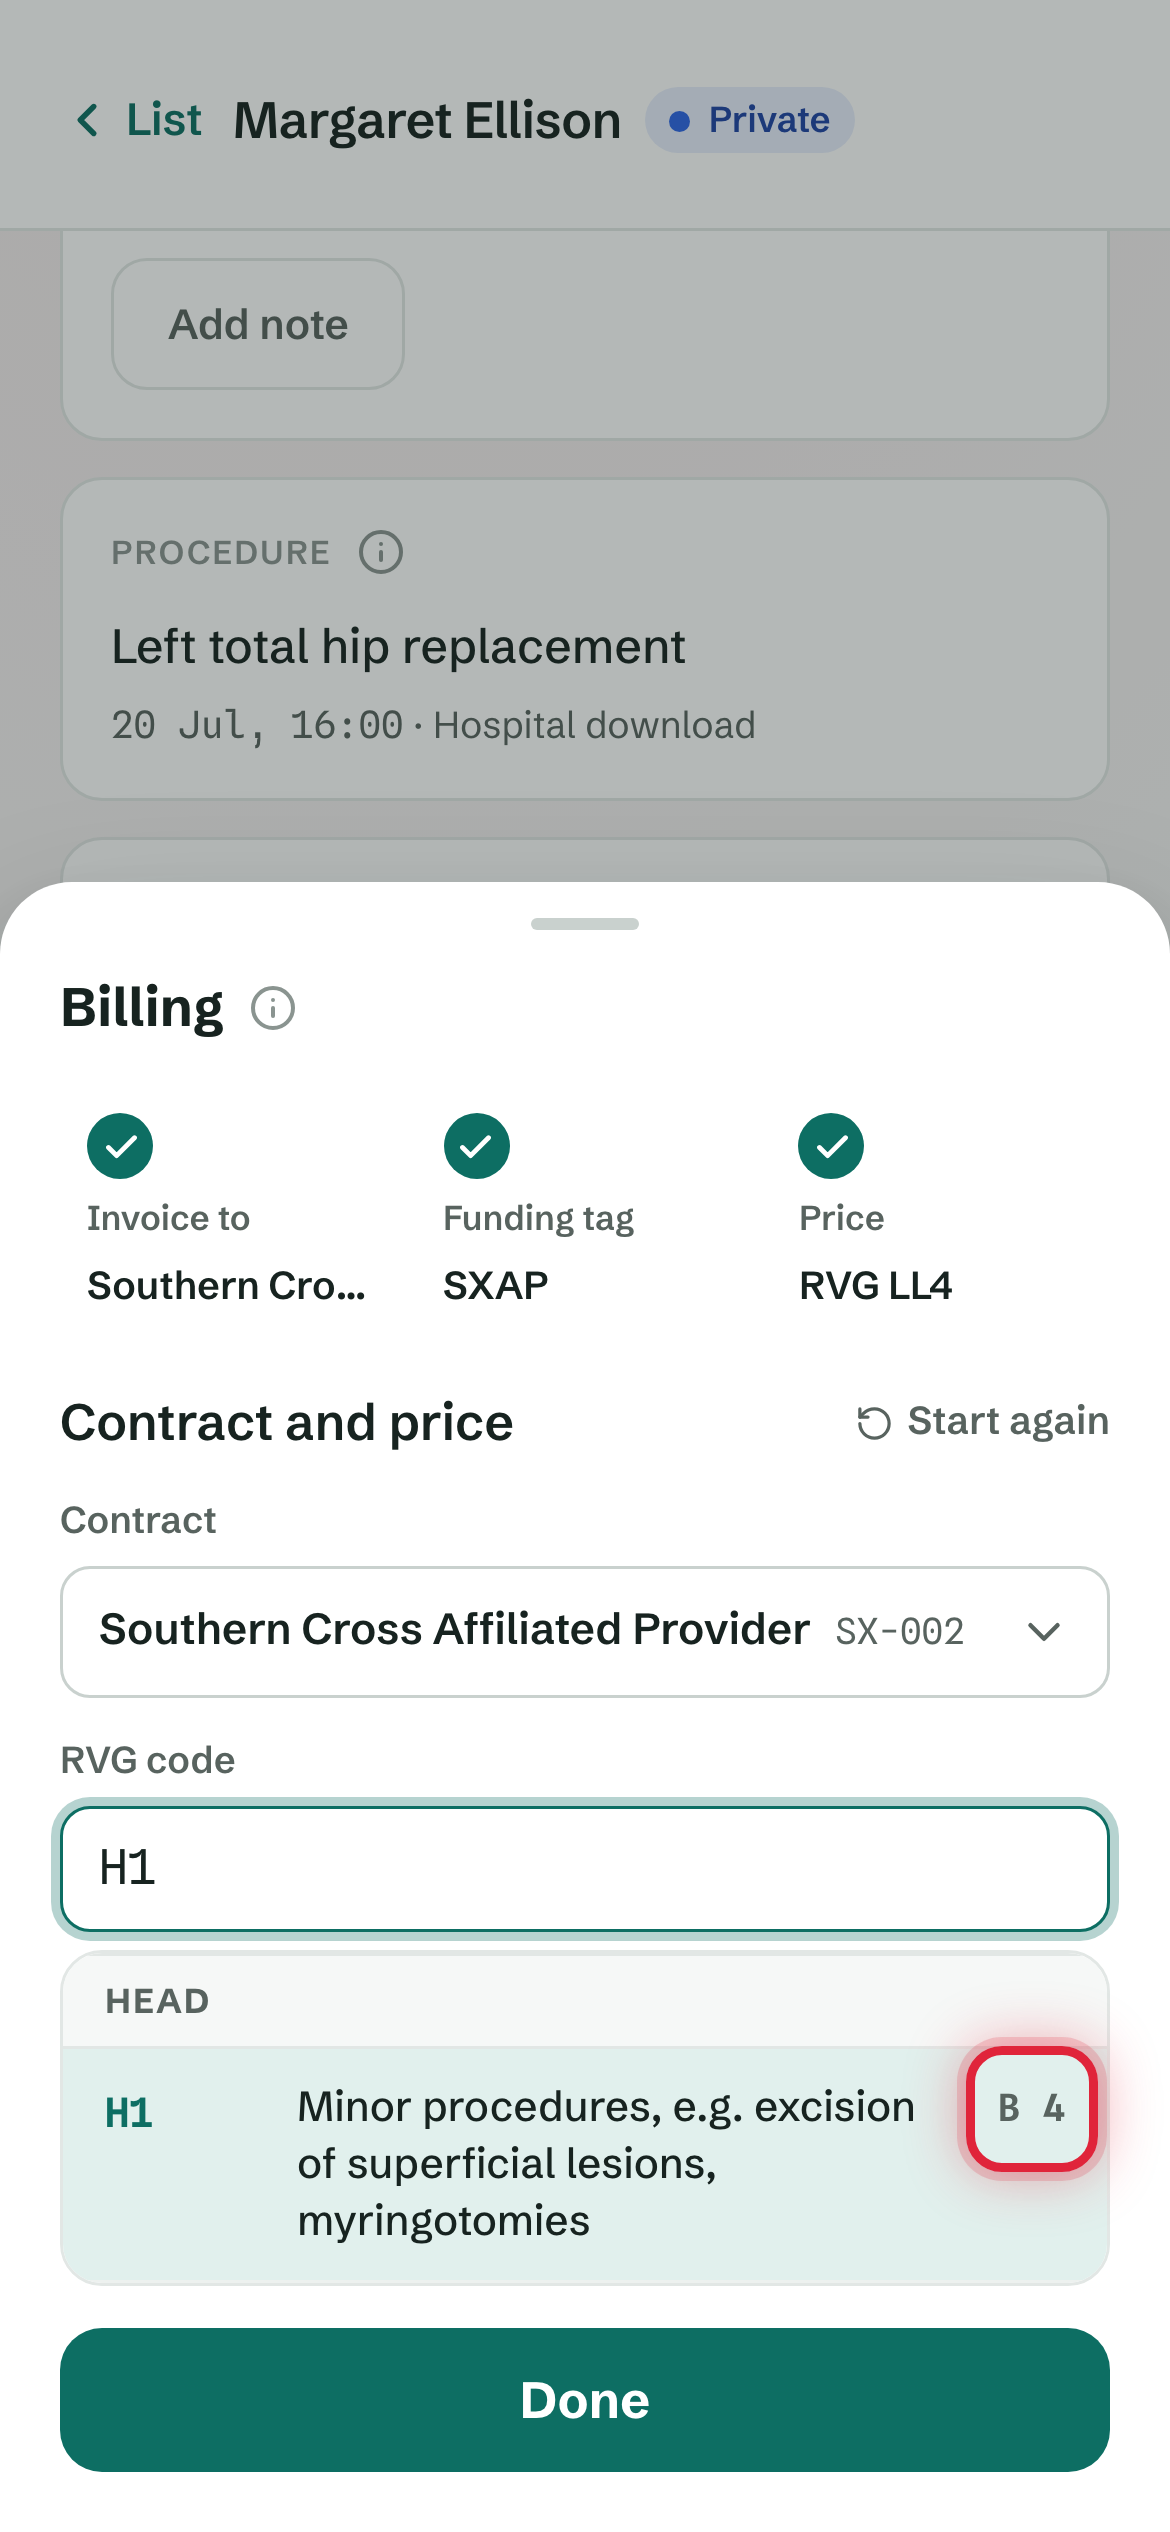 List Margaret Ellison Private
Add note
PROCEDURE
Left total hip replacement
20 Jul, 16:00 · Hospital download
Billing
Invoice to Funding tag Price
Southern Cro... SXAP RVG LL4
Contract and price Start again
Contract
Southern Cross Affiliated Provider SX-002
RVG code
H1
HEAD
H1 Minor procedures, e.g. excision B 4
of superficial lesions,
myringotomies
Done